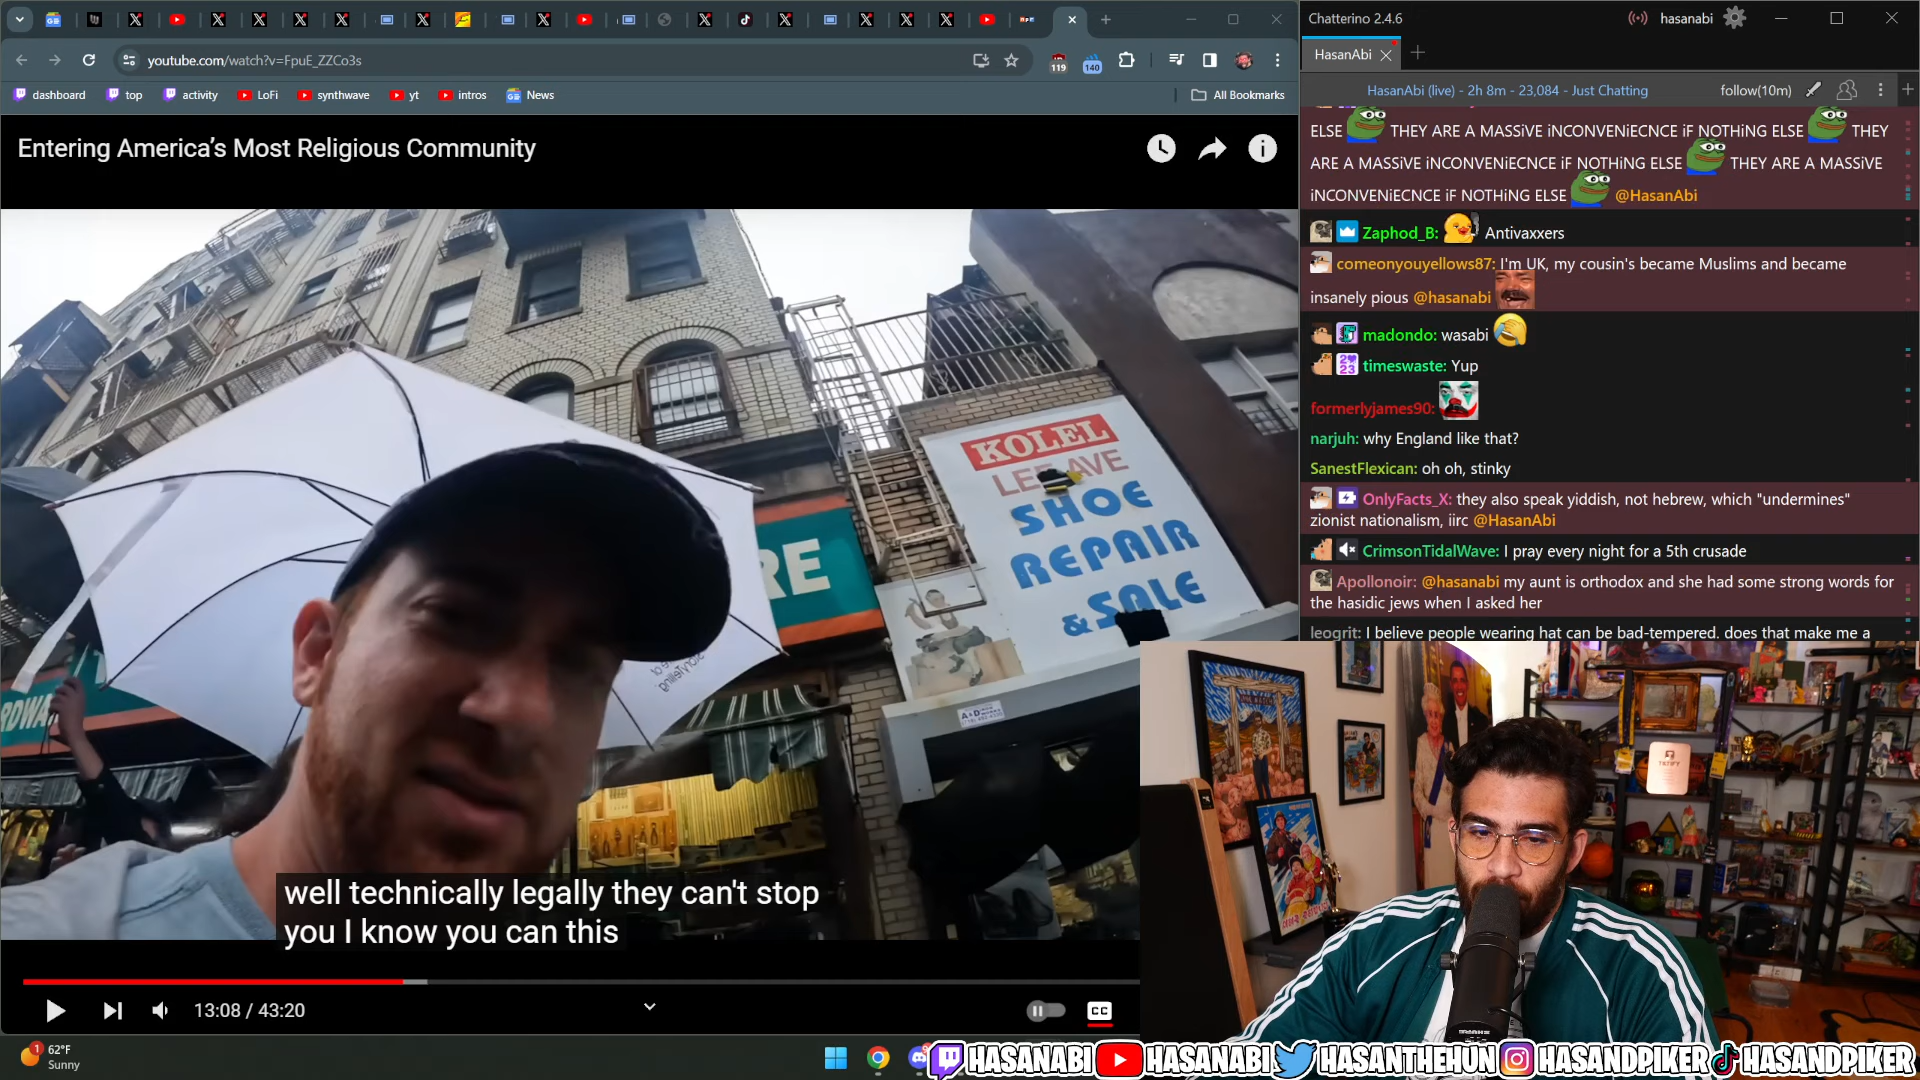 youtube.com/watch?v=FpuE_ZZCo3s
119
140
dashboard
top
activity
LoFi
synthwave
yt
intros
News
All Bookmarks
Entering America's Most Religious Community
KOLEL
LEE AVE
SHOE
REPAIR
& SALE
RE
well technically legally they can't stop
you I know you can this
13:08 / 43:20
CC
1
62°F
Sunny
Chatterino 2.4.6
hasanabi
HasanAbi
HasanAbi (live) - 2h 8m - 23,084 - Just Chatting
follow(10m)
ELSE THEY ARE A MASSiVE iNCONVENiECNCE iF NOTHiNG ELSE THEY
ARE A MASSiVE iNCONVENiECNCE iF NOTHiNG ELSE THEY ARE A MASSiVE
iNCONVENiECNCE iF NOTHiNG ELSE @HasanAbi
Zaphod_B: Antivaxxers
comeonyouyellows87: I'm UK, my cousin's became Muslims and became
insanely pious @hasanabi
madondo: wasabi
timeswaste: Yup
formerlyjames90:
narjuh: why England like that?
SanestFlexican: oh oh, stinky
OnlyFacts_X: they also speak yiddish, not hebrew, which "undermines"
zionist nationalism, iirc @HasanAbi
CrimsonTidalWave: I pray every night for a 5th crusade
Apollonoir: @hasanabi my aunt is orthodox and she had some strong words for
the hasidic jews when I asked her
leogrit: I believe people wearing hat can be bad-tempered. does that make me a
HASANABI HASANABI HASANTHEHUN HASANDPIKER HASANDPIKER